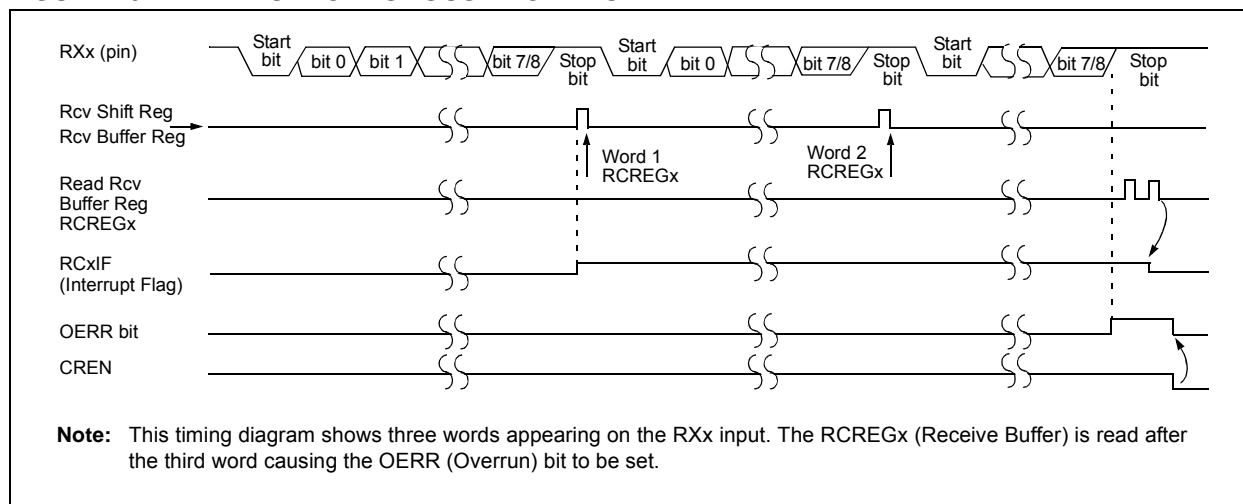 RXx (pin)
Start bit
bit 0
bit 1
bit 7/8
Stop bit
Start bit
bit 0
bit 7/8
Stop bit
Start bit
bit 7/8
Stop bit
Rcv Shift Reg
Rcv Buffer Reg
Word 1
RCREGx
Word 2
RCREGx
Read Rcv
Buffer Reg
RCREGx
RCxIF
(Interrupt Flag)
OERR bit
CREN
Note: This timing diagram shows three words appearing on the RXx input. The RCREGx (Receive Buffer) is read after
the third word causing the OERR (Overrun) bit to be set.